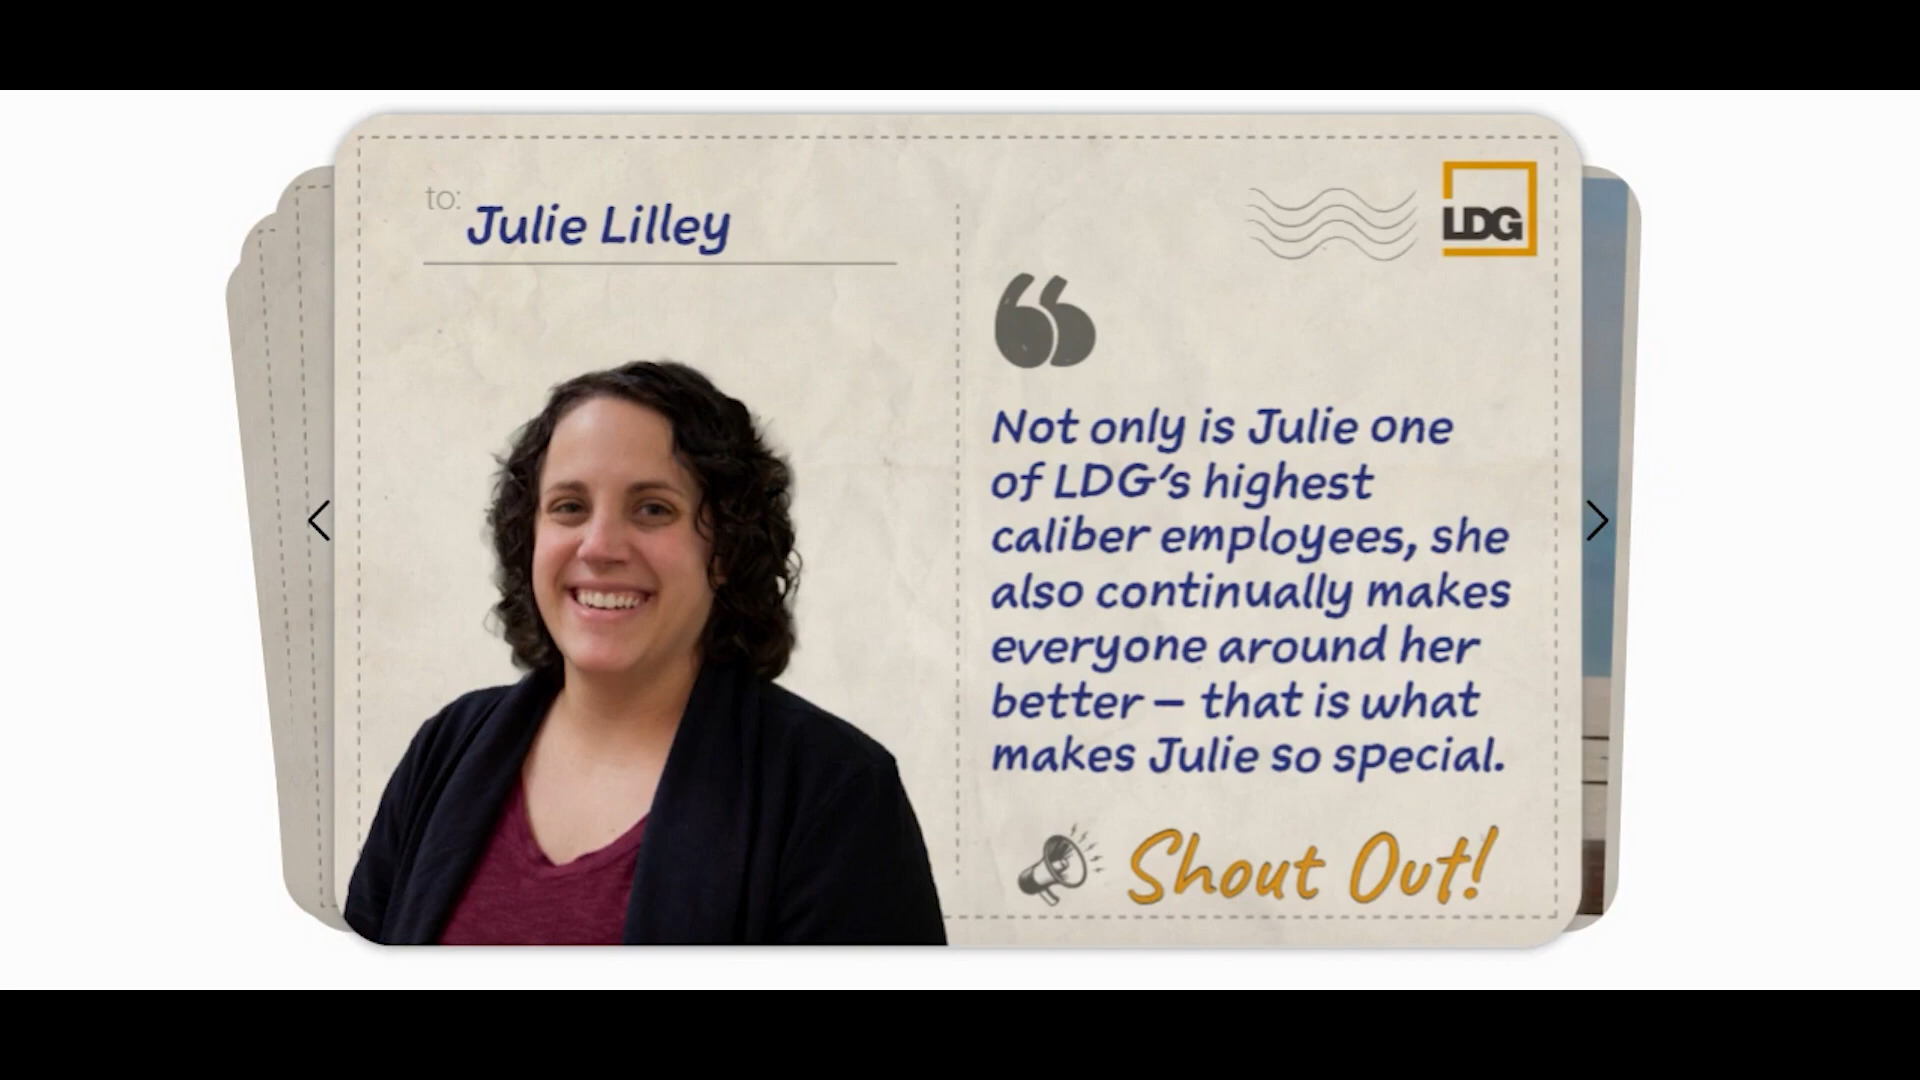 to: Julie Lilley
LDG
Not only is Julie one
of LDG's highest
caliber employees, she
also continually makes
everyone around her
better – that is what
makes Julie so special.
Shout Out!